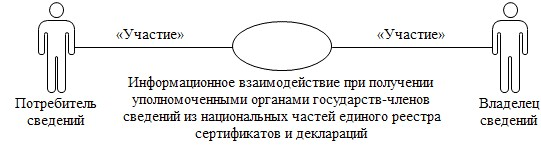 «Участие»
«Участие»
Информационное взаимодействие при получении
уполномоченными органами государств-членов
сведений из национальных частей единого реестра
сертификатов и деклараций
Потребитель
сведений
Владелец
сведений